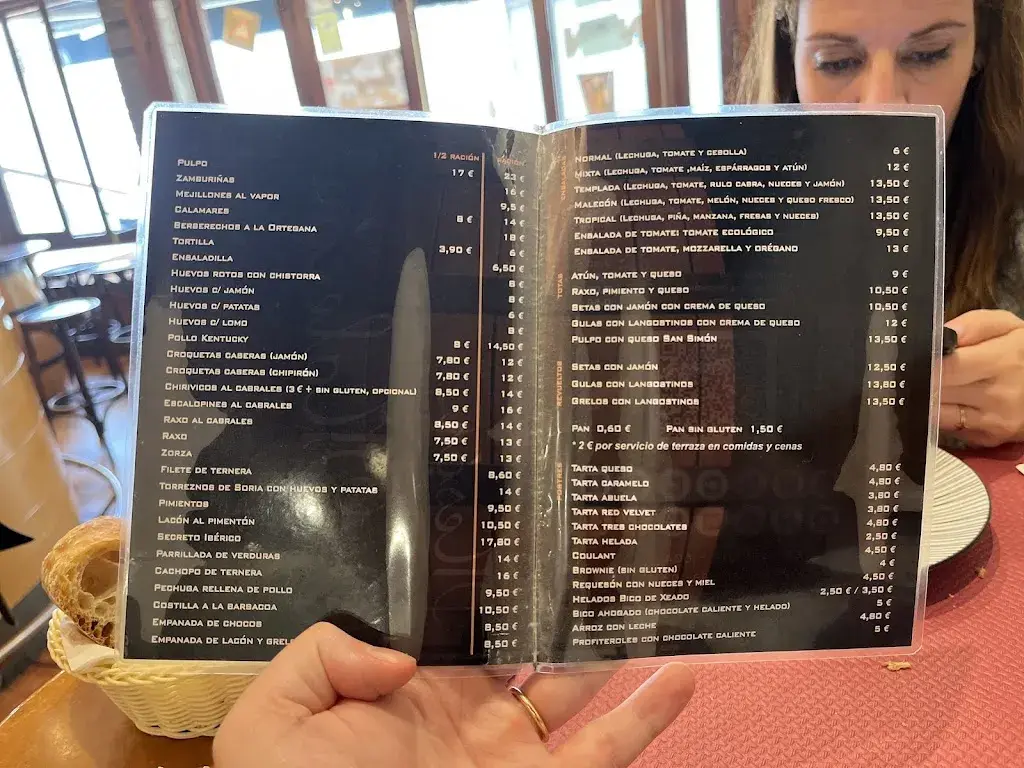 1/2 RACIÓN RACIÓN
PULPO 17 € 23 €
ZAMBURIÑAS 16 €
MEJILLONES AL VAPOR 9,5 €
CALAMARES 8 € 14 €
BERBERECHOS A LA ORTEGANA 18 €
TORTILLA 3,90 € 6 €
ENSALADILLA 6,50 €
HUEVOS ROTOS CON CHISTORRA 8 €
HUEVOS C/ JAMÓN 8 €
HUEVOS C/ PATATAS 6 €
HUEVOS C/ LOMO 8 €
POLLO KENTUCKY 8 € 14,50 €
CROQUETAS CASERAS (JAMÓN) 7,80 € 12 €
CROQUETAS CASERAS (CHIPIRÓN) 7,80 € 12 €
CHIRIVICOS AL CABRALES (3 € + SIN GLUTEN, OPCIONAL) 8,50 € 14 €
ESCALOPINES AL CABRALES 9 € 16 €
RAXO AL CABRALES 8,50 € 14 €
RAXO 7,50 € 13 €
ZORZA 7,50 € 13 €
FILETE DE TERNERA 8,60 €
TORREZNOS DE SORIA CON HUEVOS Y PATATAS 14 €
PIMIENTOS 9,50 €
LACÓN AL PIMENTÓN 10,50 €
SECRETO IBÉRICO 17,80 €
PARRILLADA DE VERDURAS 14 €
CACHOPO DE TERNERA 16 €
PECHUGA RELLENA DE POLLO 9,50 €
COSTILLA A LA BARBACOA 10,50 €
EMPANADA DE CHOCOS 8,50 €
EMPANADA DE LACÓN Y GRELOS 8,50 €
ENSALADAS
NORMAL (LECHUGA, TOMATE Y CEBOLLA) 6 €
MIXTA (LECHUGA, TOMATE ,MAÍZ, ESPÁRRAGOS Y ATÚN) 12 €
TEMPLADA (LECHUGA, TOMATE, RULO CABRA, NUECES Y JAMÓN) 13,50 €
MALECÓN (LECHUGA, TOMATE, MELÓN, NUECES Y QUESO FRESCO) 13,50 €
TROPICAL (LECHUGA, PIÑA, MANZANA, FRESAS Y NUECES) 13,50 €
ENSALADA DE TOMATE: TOMATE ECOLÓGICO 9,50 €
ENSALADA DE TOMATE, MOZZARELLA Y ORÉGANO 13 €
TOTAS
ATÚN, TOMATE Y QUESO 9 €
RAXO, PIMIENTO Y QUESO 10,50 €
SETAS CON JAMÓN CON CREMA DE QUESO 10,50 €
GULAS CON LANGOSTINOS CON CREMA DE QUESO 12 €
PULPO CON QUESO SAN SIMÓN 13,50 €
REVUELTOS
SETAS CON JAMÓN 12,50 €
GULAS CON LANGOSTINOS 13,80 €
GRELOS CON LANGOSTINOS 13,50 €
PAN 0,60 € PAN SIN GLUTEN 1,50 €
* 2 € por servicio de terraza en comidas y cenas
POSTRES
TARTA QUESO 4,80 €
TARTA CARAMELO 4,80 €
TARTA ABUELA 3,80 €
TARTA RED VELVET 3,80 €
TARTA TRES CHOCOLATES 4,80 €
TARTA HELADA 2,50 €
COULANT 4,50 €
BROWNIE (SIN GLUTEN) 4 €
REQUESÓN CON NUECES Y MIEL 4,50 €
HELADOS BICO DE XEADO 2,50 € / 3,50 €
BICO AHOGADO (CHOCOLATE CALIENTE Y HELADO) 5 €
ARROZ CON LECHE 4,80 €
PROFITEROLES CON CHOCOLATE CALIENTE 5 €